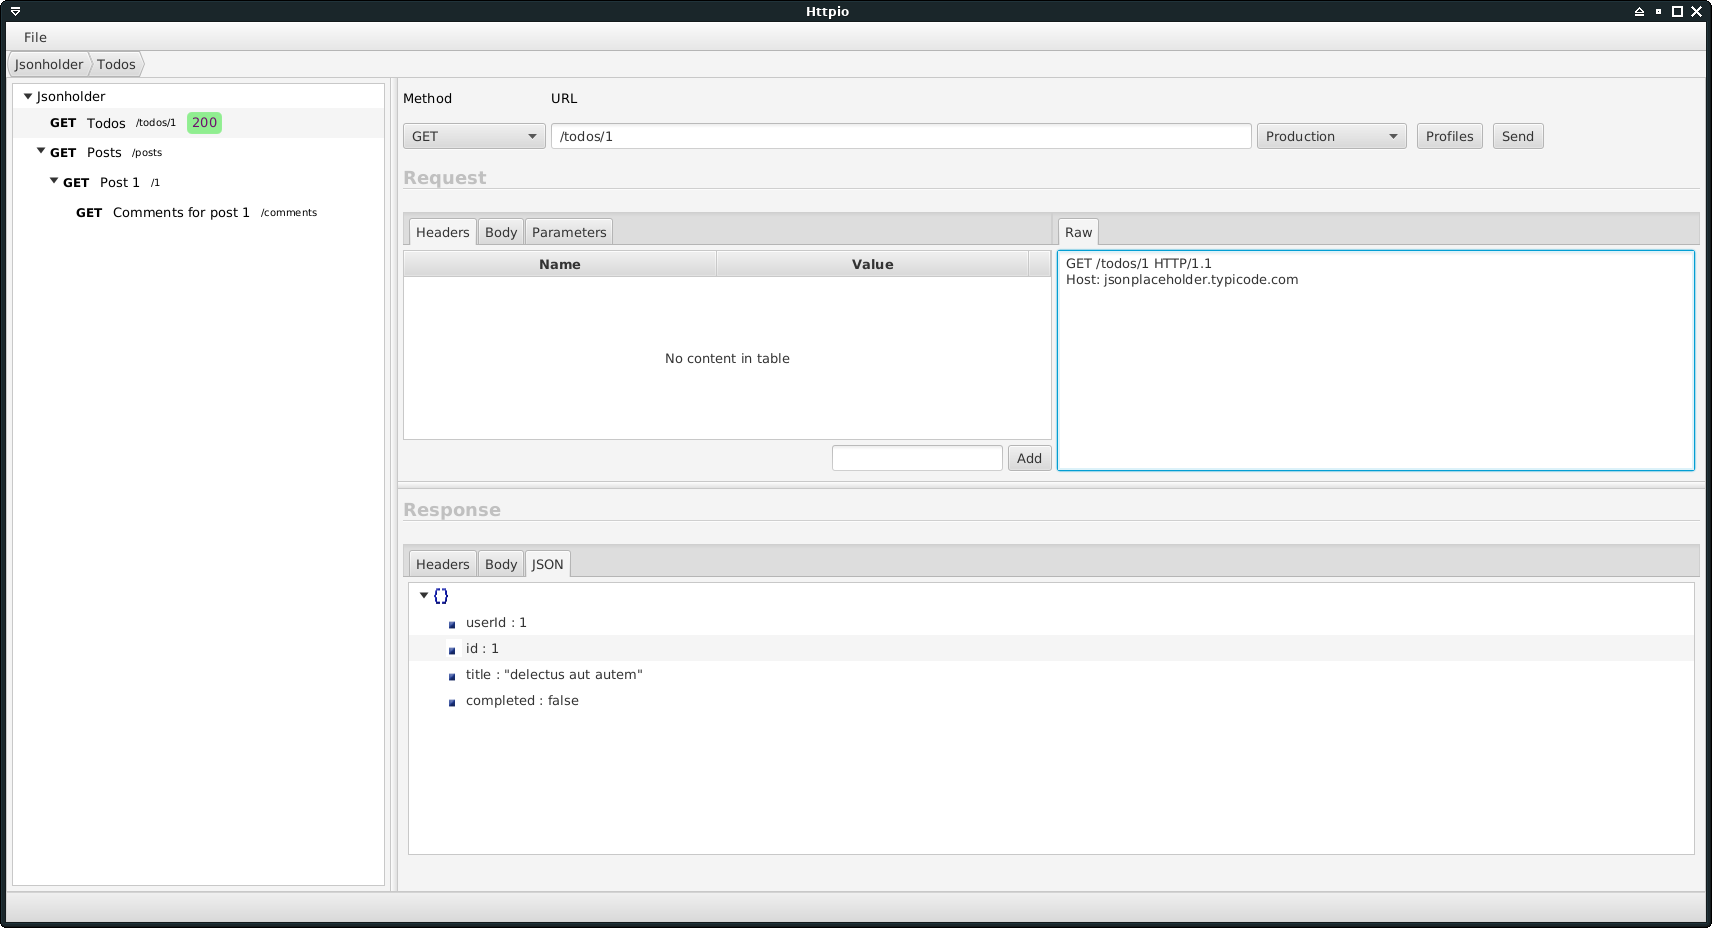 Httpio
File
Jsonholder Todos
Jsonholder
GET Todos /todos/1 200
GET Posts /posts
GET Post 1 /1
GET Comments for post 1 /comments
Method URL
GET /todos/1 Production Profiles Send
Request
Headers Body Parameters
Name Value
No content in table
Add
Raw
GET /todos/1 HTTP/1.1
Host: jsonplaceholder.typicode.com
Response
Headers Body JSON
{}
userId : 1
id : 1
title : "delectus aut autem"
completed : false